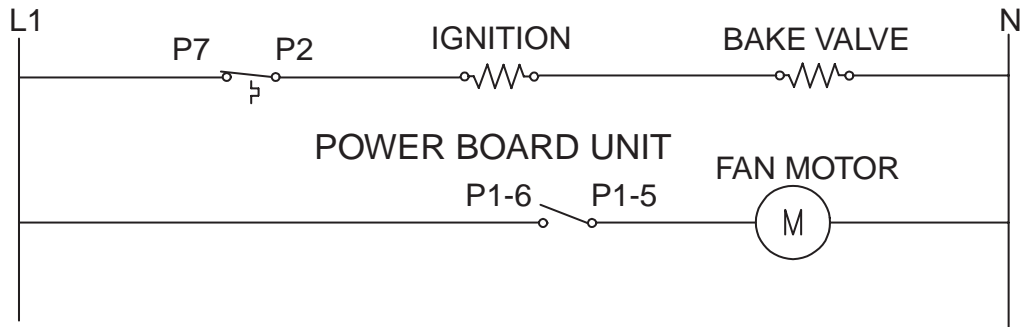 L1
N
P7
P2
IGNITION
BAKE VALVE
POWER BOARD UNIT
P1-6
P1-5
FAN MOTOR
M